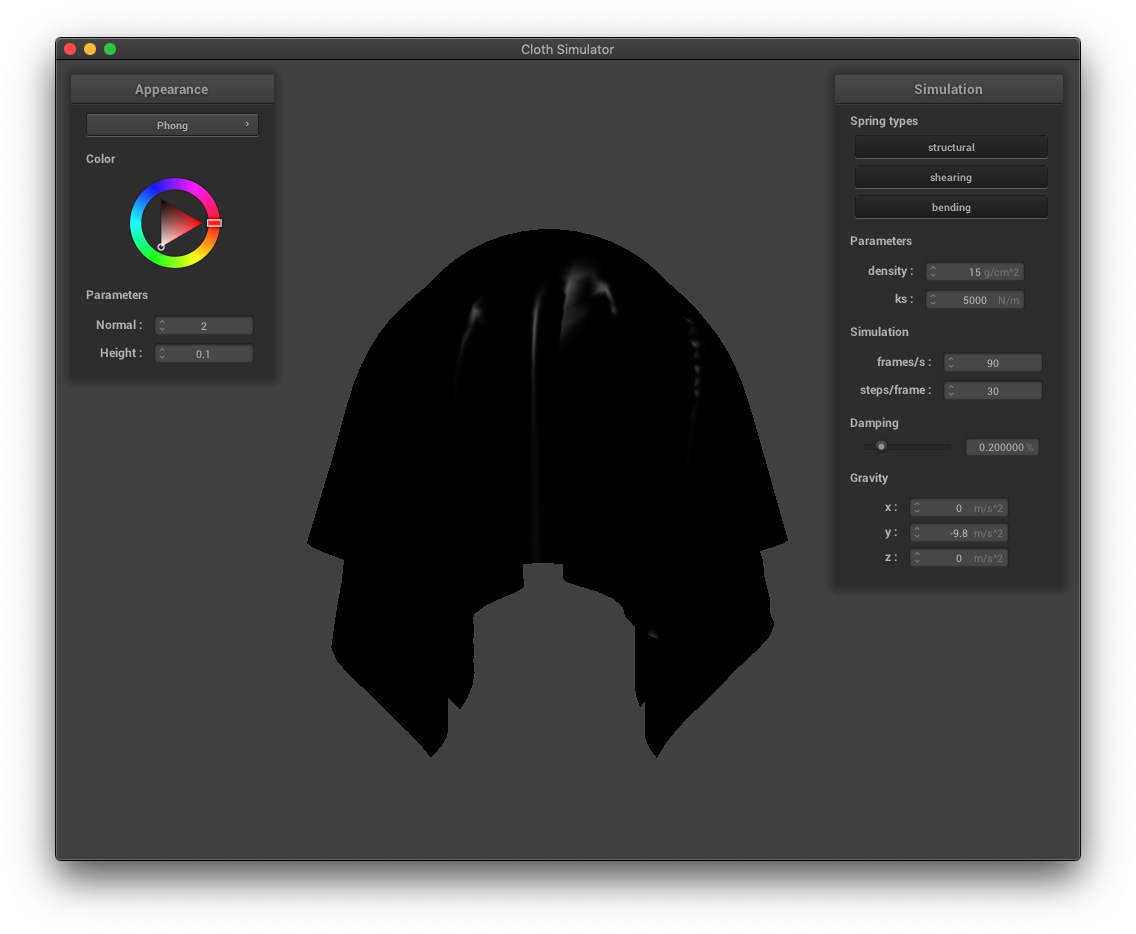 Cloth Simulator
Appearance
Phong ›
Color
Parameters
Normal : 2
Height : 0.1
Simulation
Spring types
structural
shearing
bending
Parameters
density : 15 g/cm^2
ks : 5000 N/m
Simulation
frames/s : 90
steps/frame : 30
Damping
0.200000 %
Gravity
x : 0 m/s^2
y : -9.8 m/s^2
z : 0 m/s^2